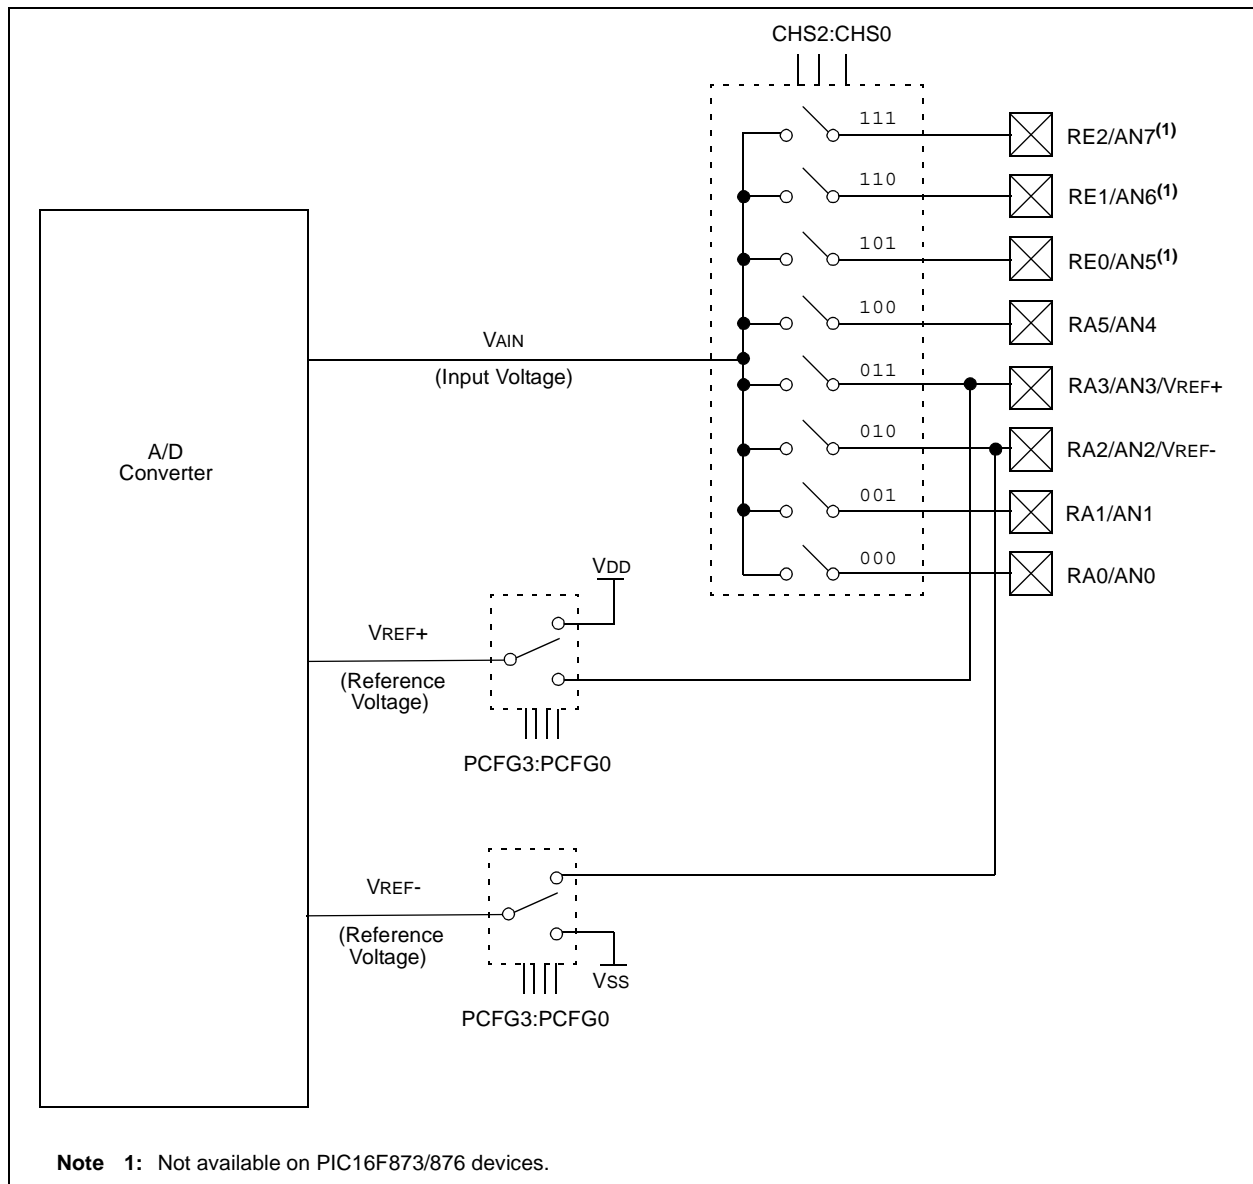 CHS2:CHS0
111
RE2/AN7(1)
110
RE1/AN6(1)
101
RE0/AN5(1)
100
RA5/AN4
VAIN
(Input Voltage)
011
RA3/AN3/VREF+
010
RA2/AN2/VREF-
A/D
Converter
001
RA1/AN1
000
RA0/AN0
VDD
VREF+
(Reference
Voltage)
PCFG3:PCFG0
VREF-
(Reference
Voltage)
VSS
PCFG3:PCFG0
Note 1: Not available on PIC16F873/876 devices.